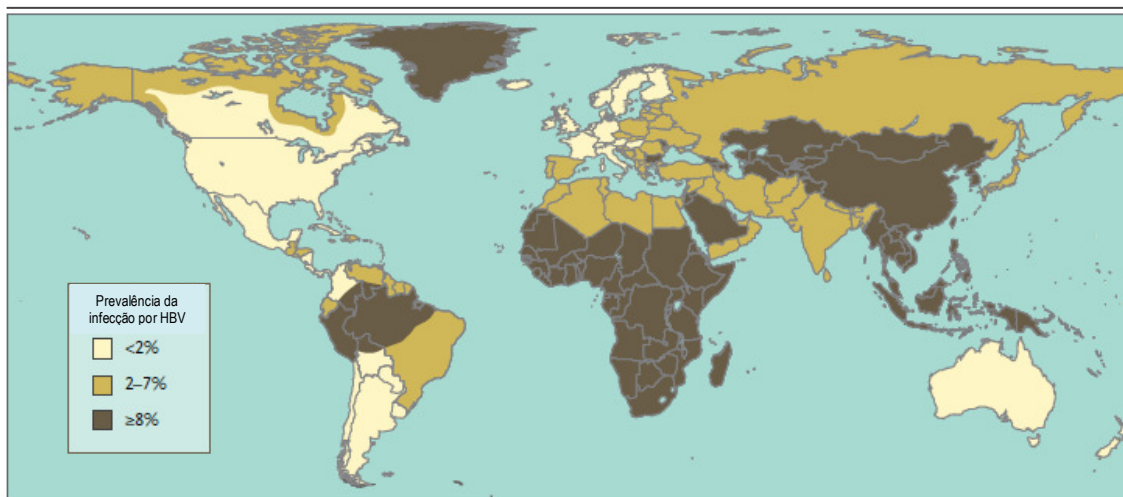 Prevalência da
infecção por HBV
<2%
2–7%
≥8%